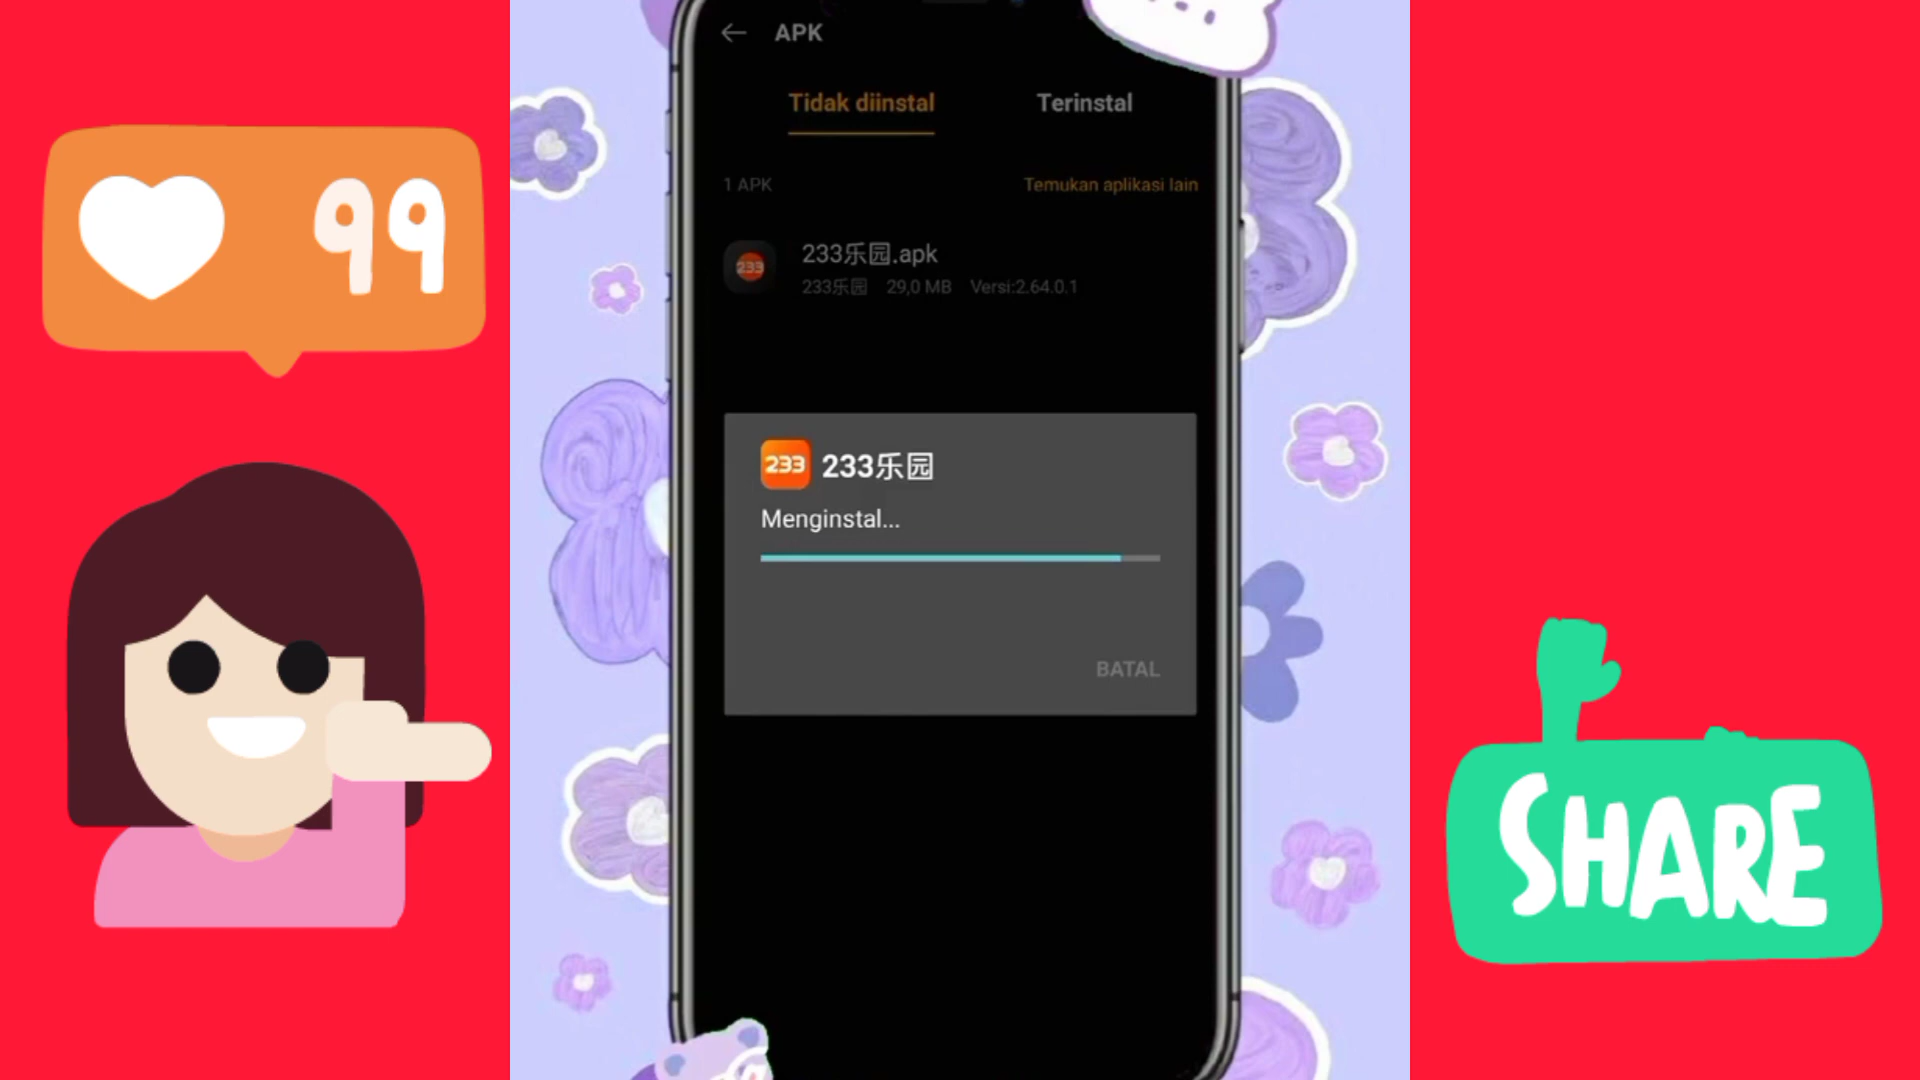 99
← APK
Tidak diinstal Terinstal
1 APK Temukan aplikasi lain
233
233乐园.apk
233乐园 29,0 MB Versi:2.64.0.1
233 233乐园
Menginstal...
BATAL
SHARE